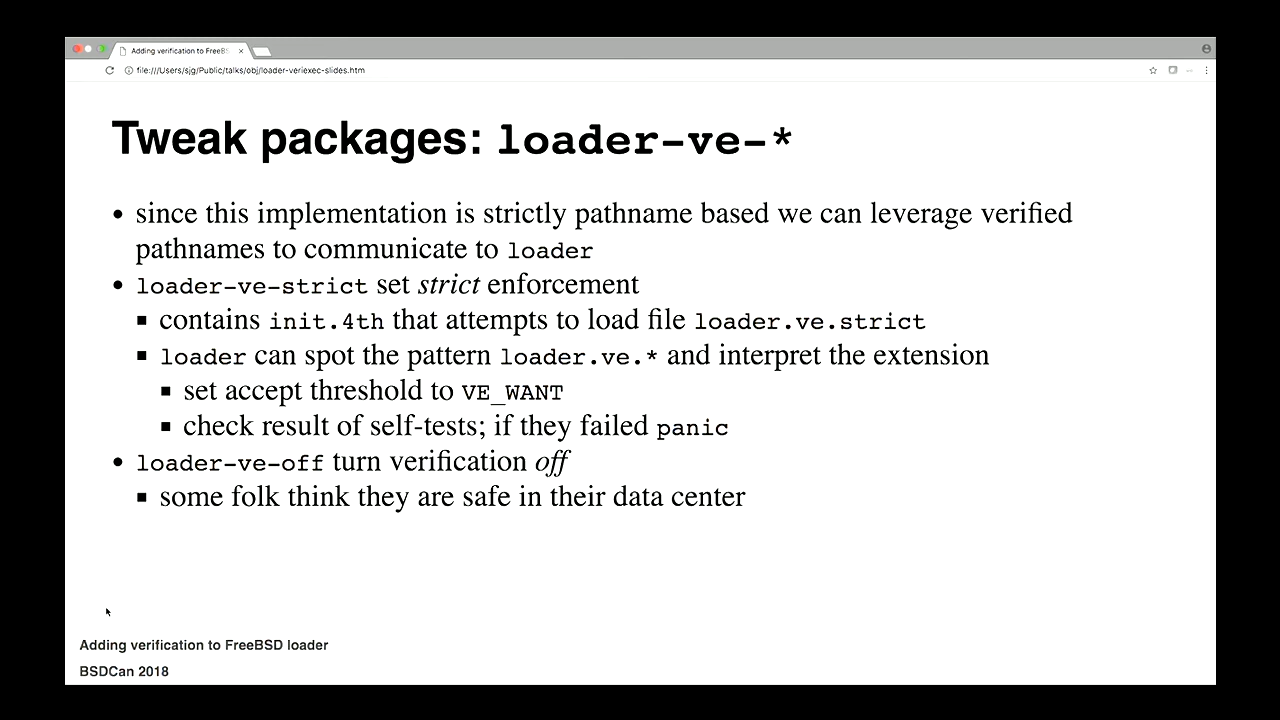 Adding verification to FreeBS
file:///Users/sjg/Public/talks/obj/loader-veriexec-slides.htm
Tweak packages: loader-ve-*
• since this implementation is strictly pathname based we can leverage verified
pathnames to communicate to loader
• loader-ve-strict set strict enforcement
▪ contains init.4th that attempts to load file loader.ve.strict
▪ loader can spot the pattern loader.ve.* and interpret the extension
▪ set accept threshold to VE_WANT
▪ check result of self-tests; if they failed panic
• loader-ve-off turn verification off
▪ some folk think they are safe in their data center
Adding verification to FreeBSD loader
BSDCan 2018